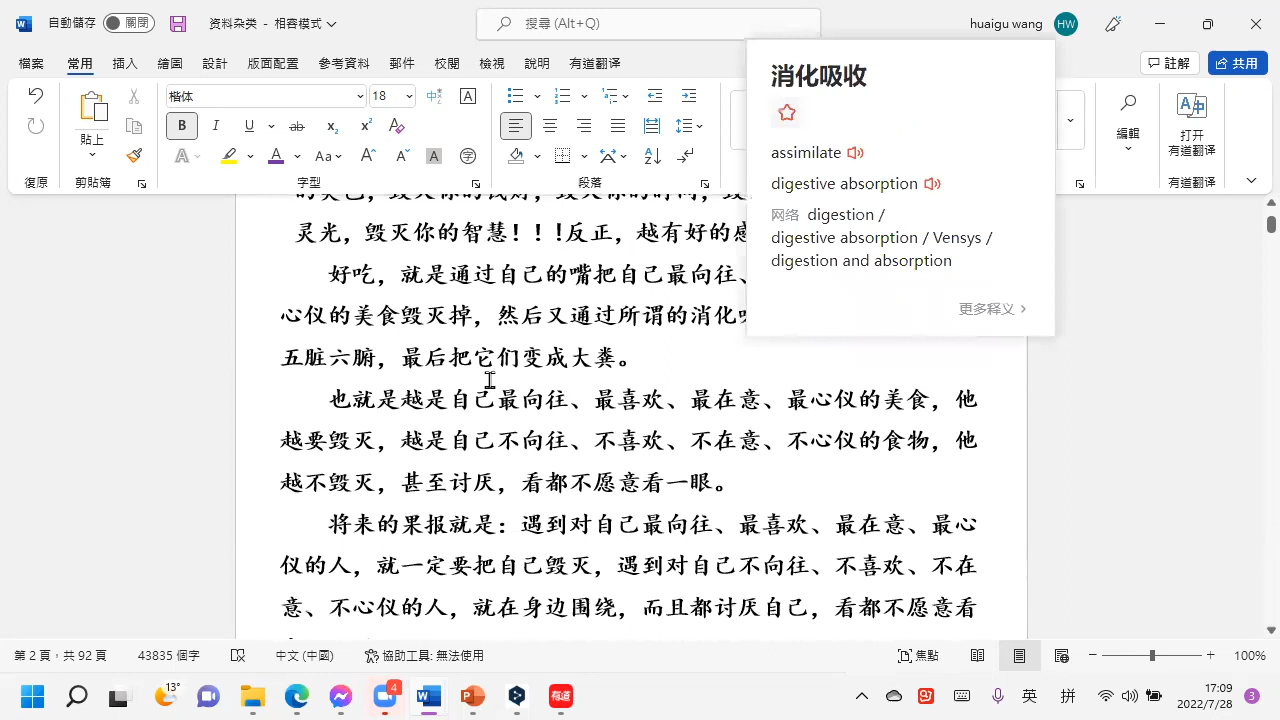 自動儲存 關閉 资料杂类 - 相容模式 搜尋 (Alt+Q) huaigu wang HW
檔案 常用 插入 繪圖 設計 版面配置 參考資料 郵件 校閱 檢視 說明 有道翻译 註解 共用
楷体 18
貼上 編輯 打开
有道翻译
復原 剪貼簿 字型 段落 有道翻译
消化吸收
assimilate
digestive absorption
网络 digestion /
digestive absorption / Vensys /
digestion and absorption
更多释义
灵光，毁灭你的智慧！！！反正，越有好的
好吃，就是通过自己的嘴把自己最向往、
心仪的美食毁灭掉，然后又通过所谓的消化
五脏六腑，最后把它们变成大粪。
也就是越是自己最向往、最喜欢、最在意、最心仪的美食，他
越要毁灭，越是自己不向往、不喜欢、不在意、不心仪的食物，他
越不毁灭，甚至讨厌，看都不愿意看一眼。
将来的果报就是：遇到对自己最向往、最喜欢、最在意、最心
仪的人，就一定要把自己毁灭，遇到对自己不向往、不喜欢、不在
意、不心仪的人，就在身边围绕，而且都讨厌自己，看都不愿意看
第 2 頁，共 92 頁 43835 個字 中文 (中國) 協助工具: 無法使用 焦點 100%
13° 4 有道 英 拼 17:09
2022/7/28 3